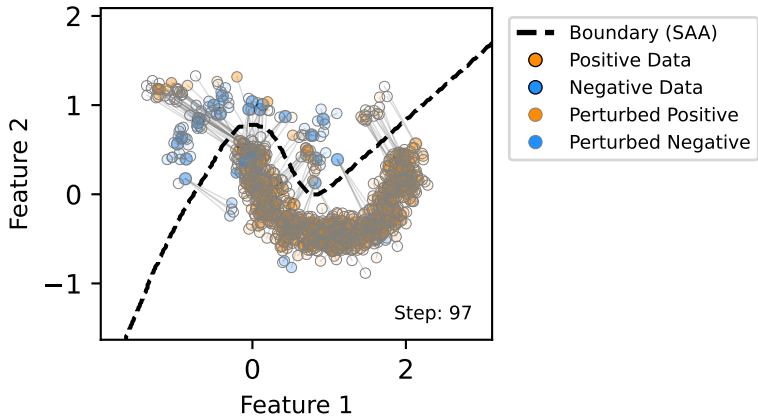 2
1
0
−1
Feature 2
0
2
Feature 1
Step: 97
Boundary (SAA)
Positive Data
Negative Data
Perturbed Positive
Perturbed Negative